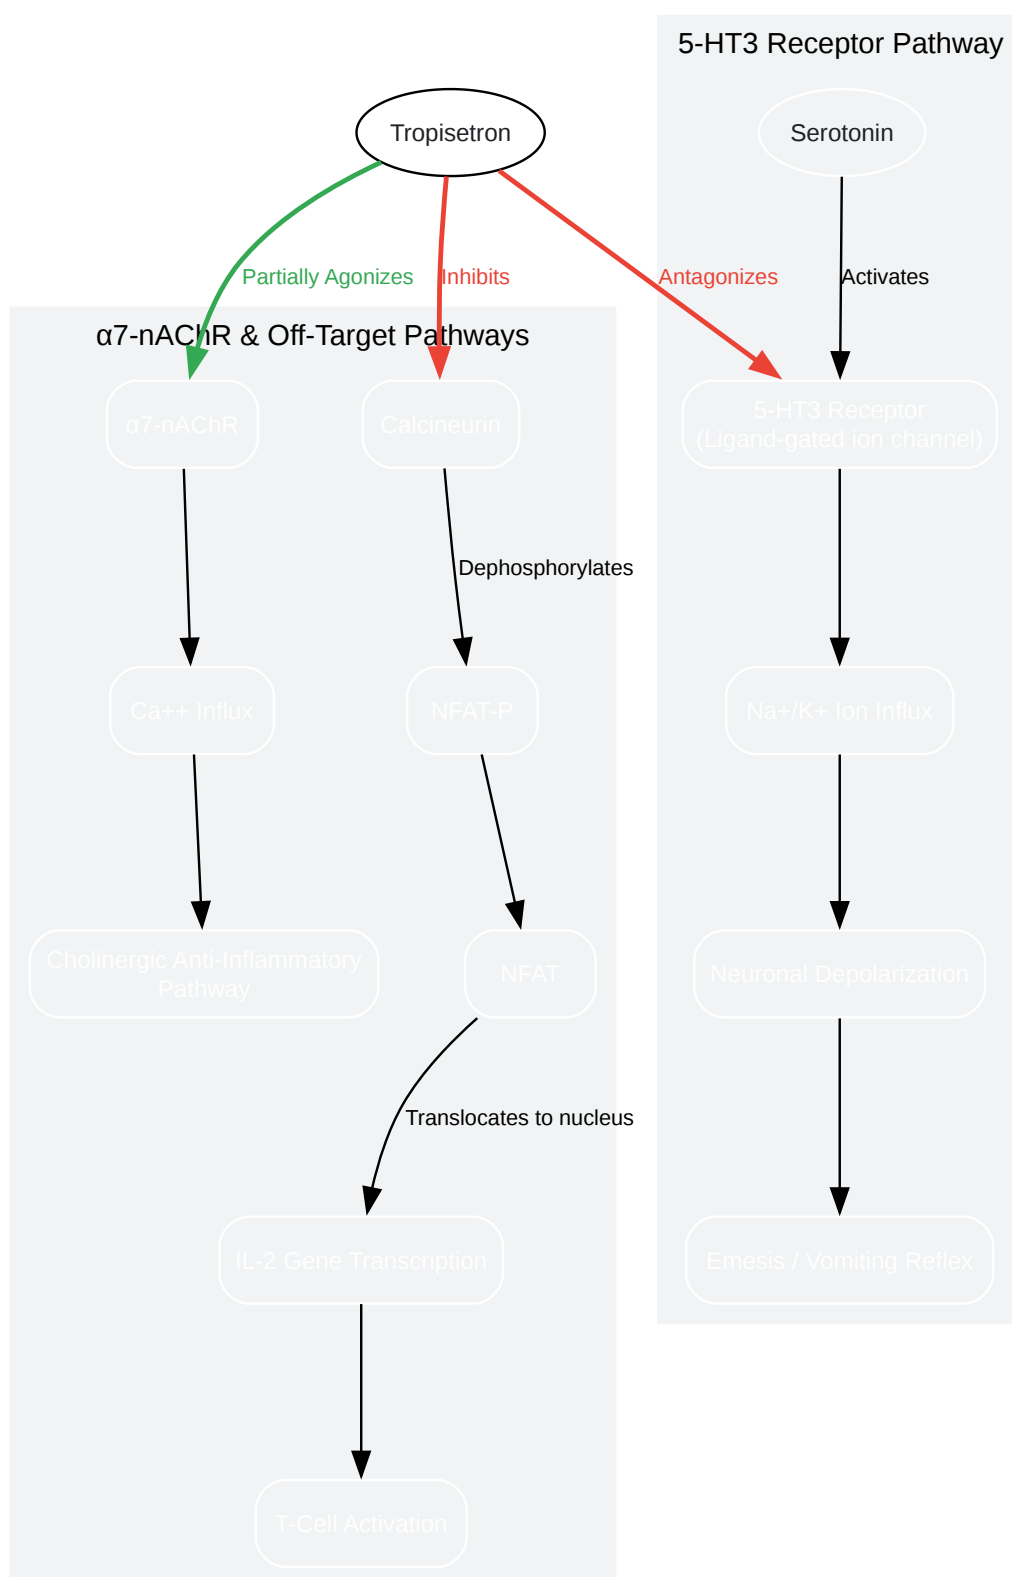 5-HT3 Receptor Pathway
Tropisetron
Serotonin
Partially Agonizes
Inhibits
Antagonizes
Activates
α7-nAChR & Off-Target Pathways
α7-nAChR
Calcineurin
5-HT3 Receptor
(Ligand-gated ion channel)
Dephosphorylates
Ca++ Influx
NFAT-P
Na+/K+ Ion Influx
Cholinergic Anti-Inflammatory
Pathway
NFAT
Neuronal Depolarization
Translocates to nucleus
IL-2 Gene Transcription
Emesis / Vomiting Reflex
T-Cell Activation